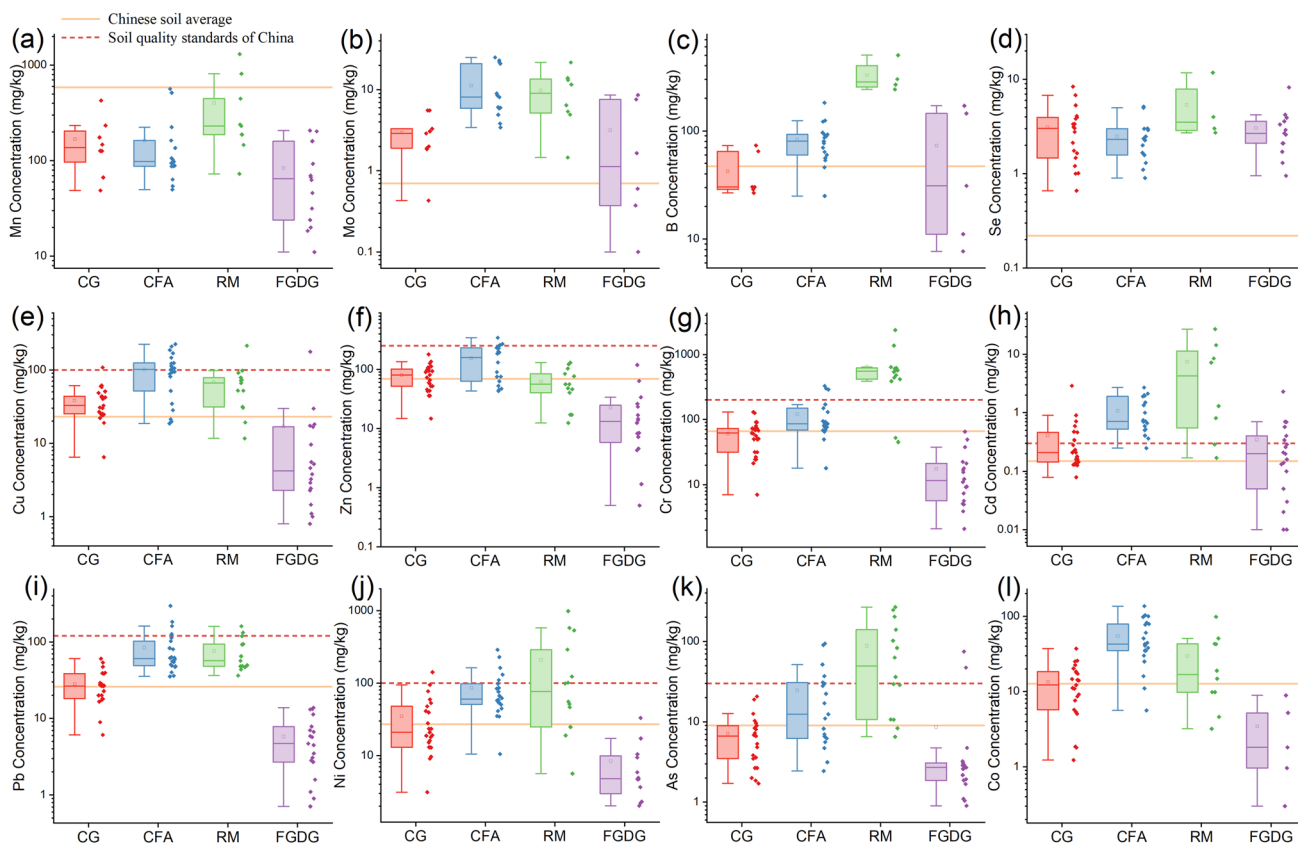 Chinese soil average
Soil quality standards of China
(a)
Mn Concentration (mg/kg)
1000
100
10
CG CFA RM FGDG
(b)
Mo Concentration (mg/kg)
10
1
0.1
CG CFA RM FGDG
(c)
B Concentration (mg/kg)
100
10
CG CFA RM FGDG
(d)
Se Concentration (mg/kg)
10
1
0.1
CG CFA RM FGDG
(e)
Cu Concentration (mg/kg)
100
10
1
CG CFA RM FGDG
(f)
Zn Concentration (mg/kg)
100
10
1
0.1
CG CFA RM FGDG
(g)
Cr Concentration (mg/kg)
1000
100
10
CG CFA RM FGDG
(h)
Cd Concentration (mg/kg)
10
1
0.1
0.01
CG CFA RM FGDG
(i)
Pb Concentration (mg/kg)
100
10
1
CG CFA RM FGDG
(j)
Ni Concentration (mg/kg)
1000
100
10
CG CFA RM FGDG
(k)
As Concentration (mg/kg)
100
10
1
CG CFA RM FGDG
(l)
Co Concentration (mg/kg)
100
10
1
CG CFA RM FGDG